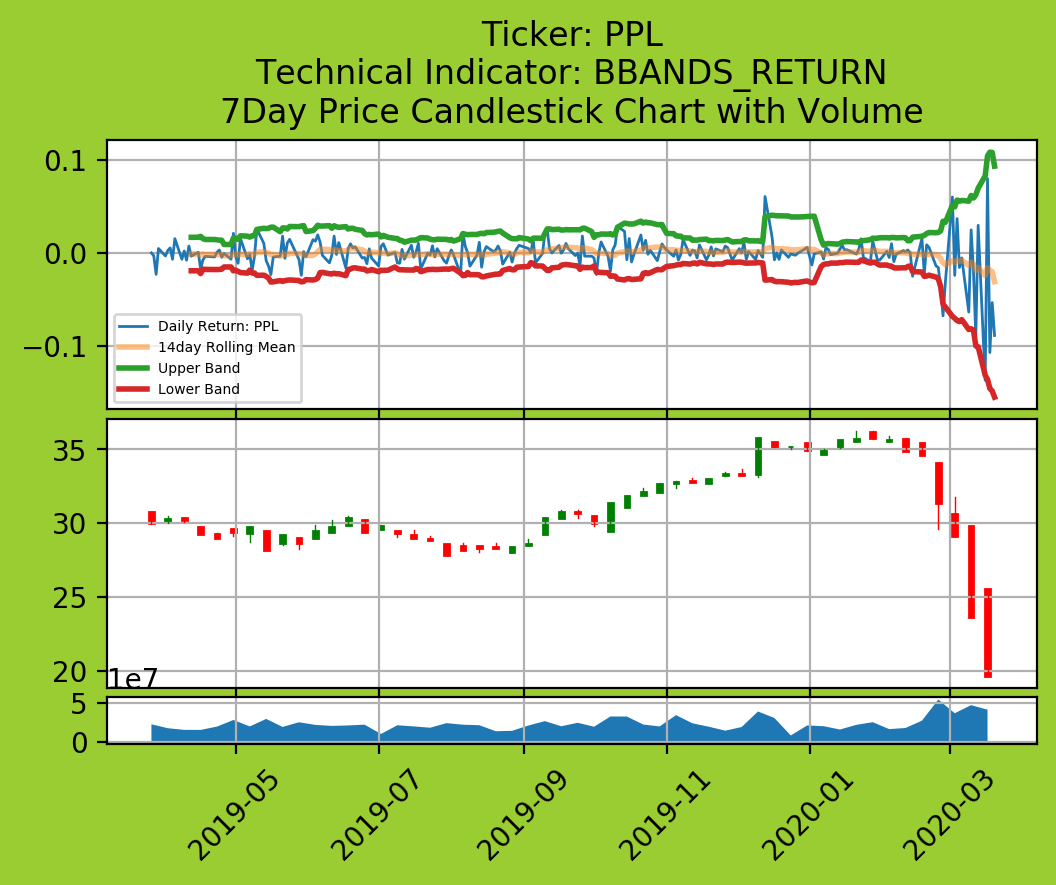 Ticker: PPL
Technical Indicator: BBANDS_RETURN
7Day Price Candlestick Chart with Volume
0.1
0.0
−0.1
Daily Return: PPL
14day Rolling Mean
Upper Band
Lower Band
35
30
25
20
1e7
5
0
2019-05
2019-07
2019-09
2019-11
2020-01
2020-03